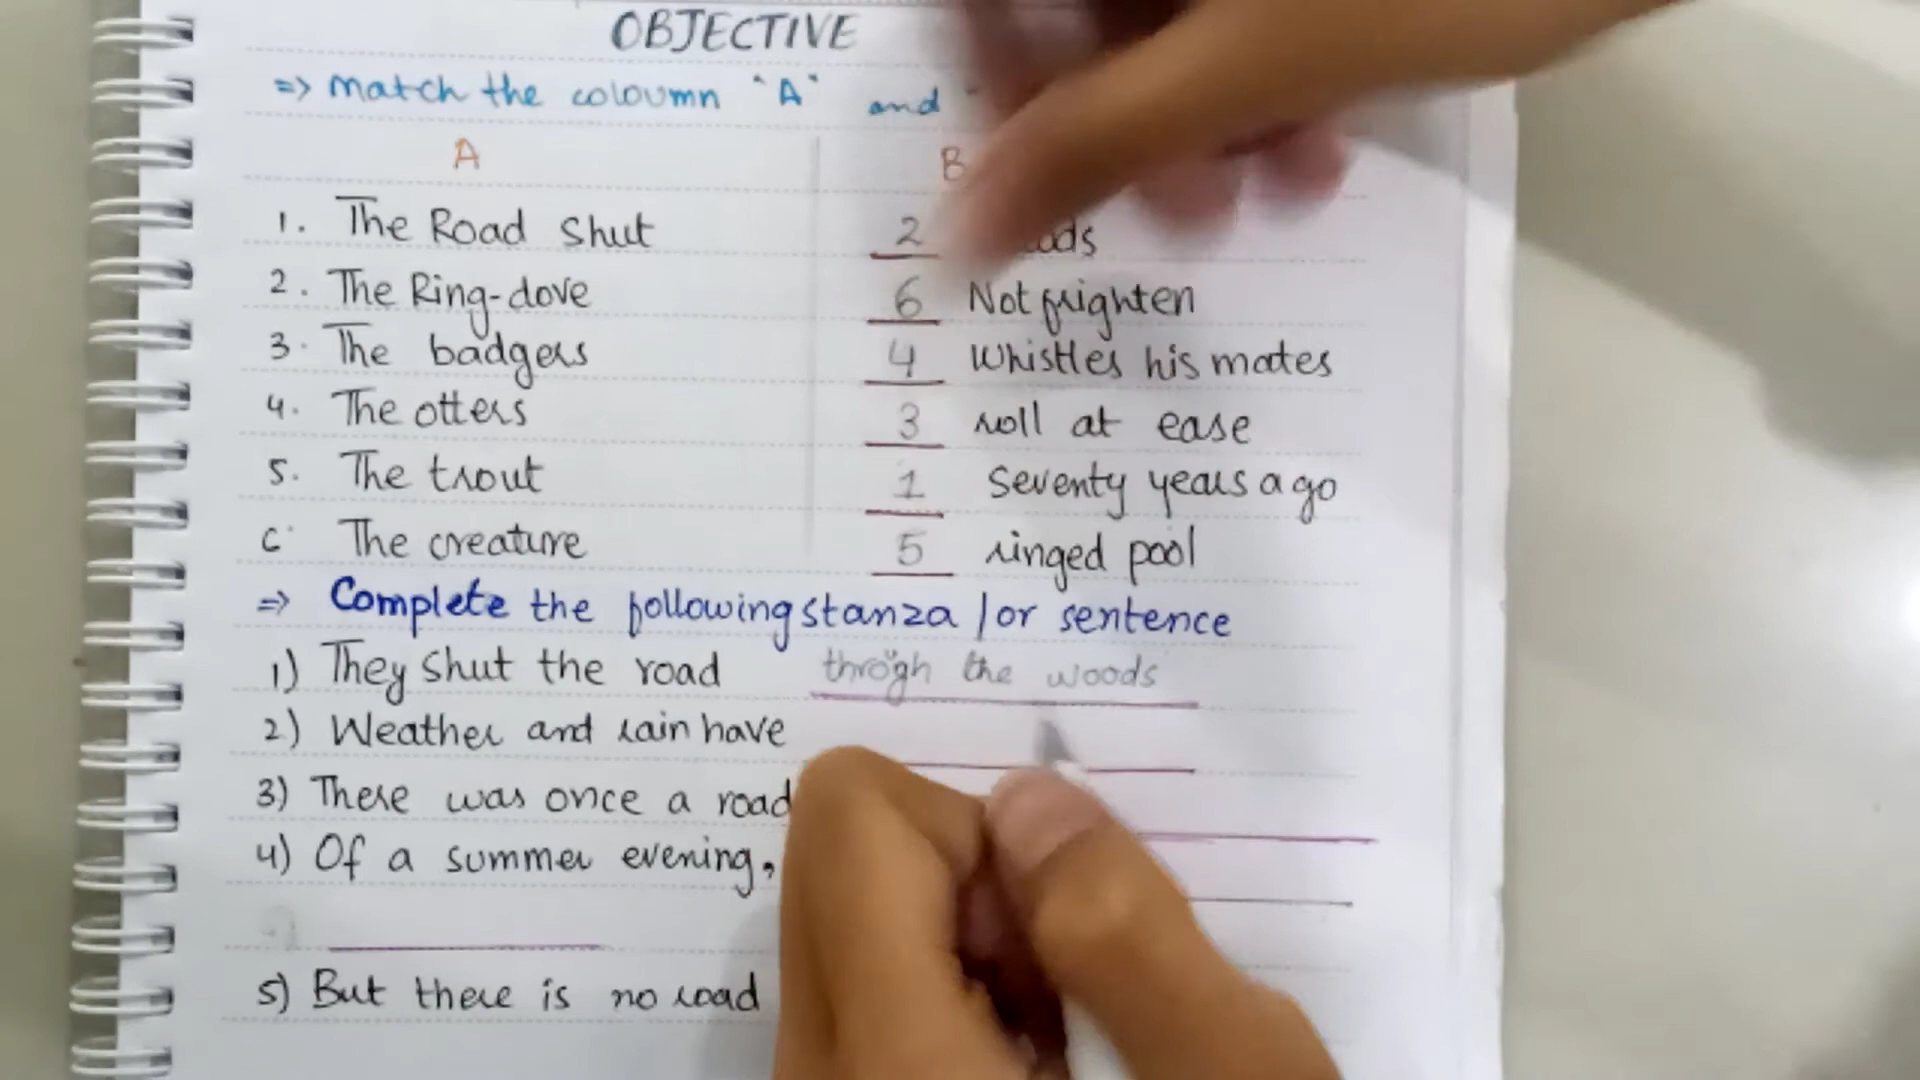 OBJECTIVE
=> Match the coloumn "A" and
A B
1. The Road Shut 2
2. The Ring-dove 6 Not frighten
3. The badgers 4 Whistles his mates
4. The otters 3 roll at ease
5. The trout 1 Seventy years ago
6. The creature 5 ringed pool
=> Complete the following stanza / or sentence
1) They shut the road throgh the woods
2) Weather and rain have
3) There was once a road
4) Of a summer evening,
5) But there is no road